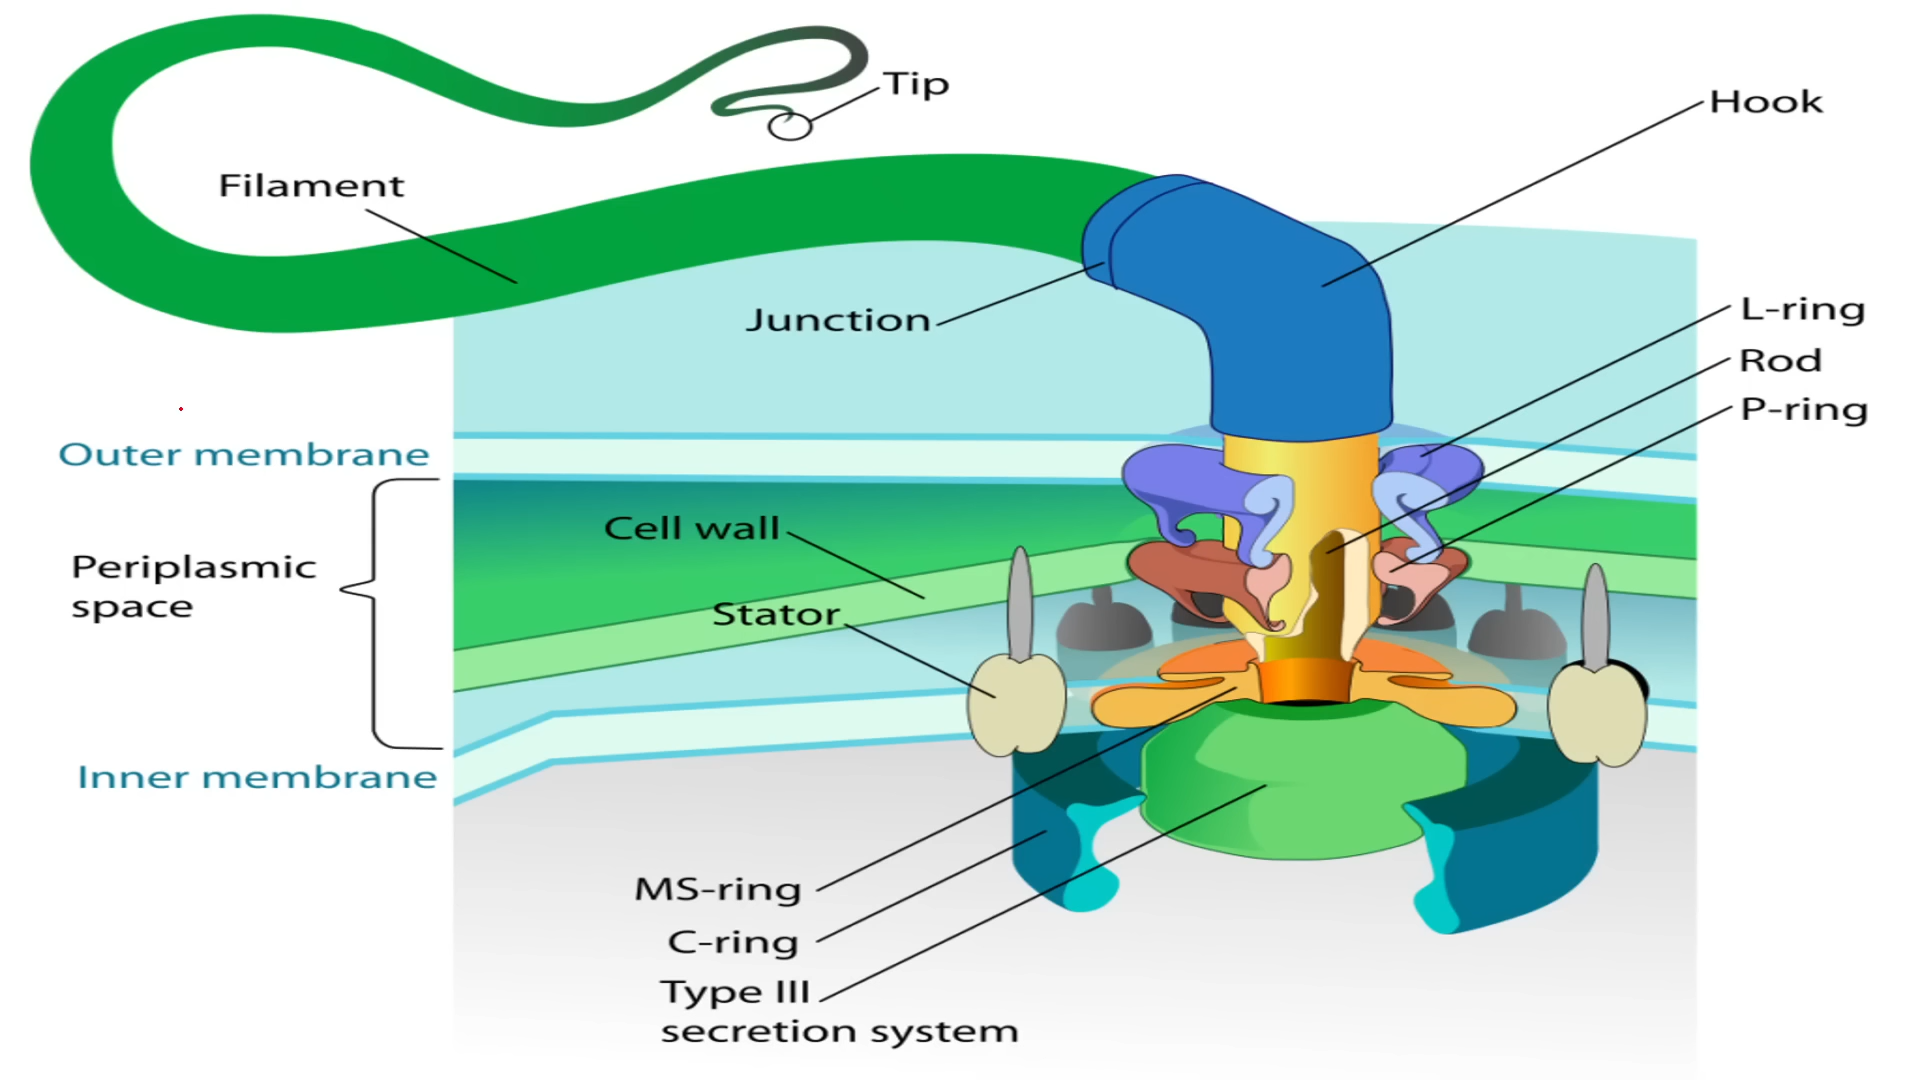 Tip
Hook
Filament
Junction
L-ring
Rod
P-ring
Outer membrane
Cell wall
Periplasmic
space
Stator
Inner membrane
MS-ring
C-ring
Type III
secretion system